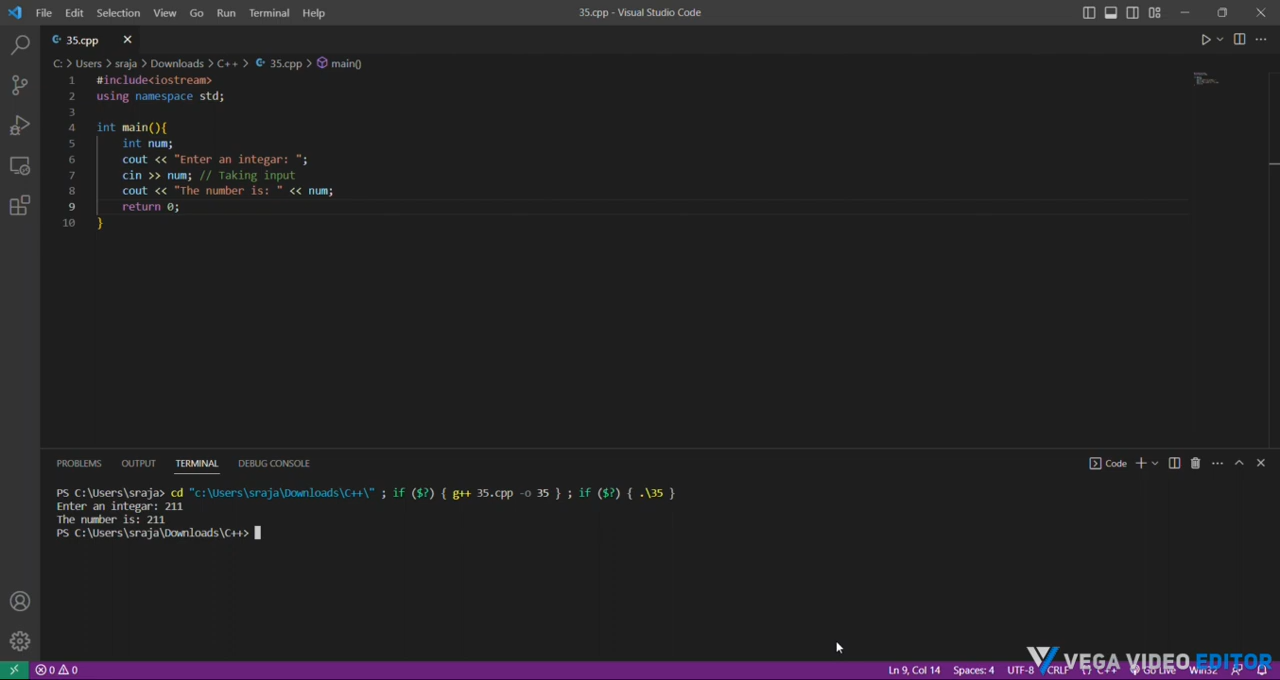 File Edit Selection View Go Run Terminal Help 35.cpp - Visual Studio Code
35.cpp
C: > Users > sraja > Downloads > C++ > 35.cpp > main()
1 #include<iostream>
2 using namespace std;
3
4 int main(){
5 int num;
6 cout << "Enter an integar: ";
7 cin >> num; // Taking input
8 cout << "The number is: " << num;
9 return 0;
10 }
PROBLEMS OUTPUT TERMINAL DEBUG CONSOLE Code
PS C:\Users\sraja> cd "c:\Users\sraja\Downloads\C++\" ; if ($?) { g++ 35.cpp -o 35 } ; if ($?) { .\35 }
Enter an integar: 211
The number is: 211
PS C:\Users\sraja\Downloads\C++>
VEGA VIDEO EDITOR
0 0 Ln 9, Col 14 Spaces: 4 UTF-8 CRLF C++ Go Live Win32